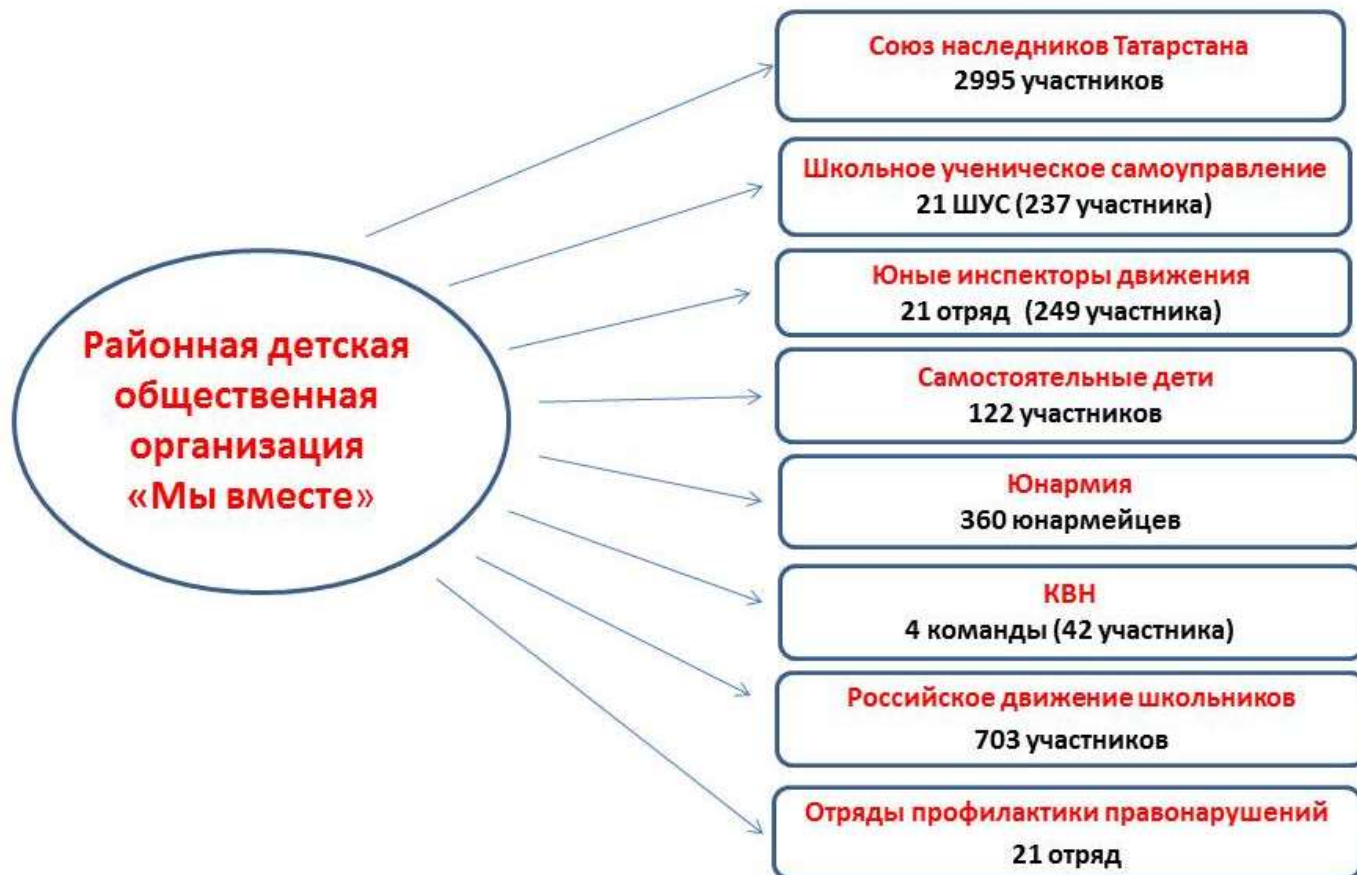 Районная детская
общественная
организация
«Мы вместе»
Союз наследников Татарстана
2995 участников
Школьное ученическое самоуправление
21 ШУС (237 участника)
Юные инспекторы движения
21 отряд (249 участника)
Самостоятельные дети
122 участников
Юнармия
360 юнармейцев
КВН
4 команды (42 участника)
Российское движение школьников
703 участников
Отряды профилактики правонарушений
21 отряд